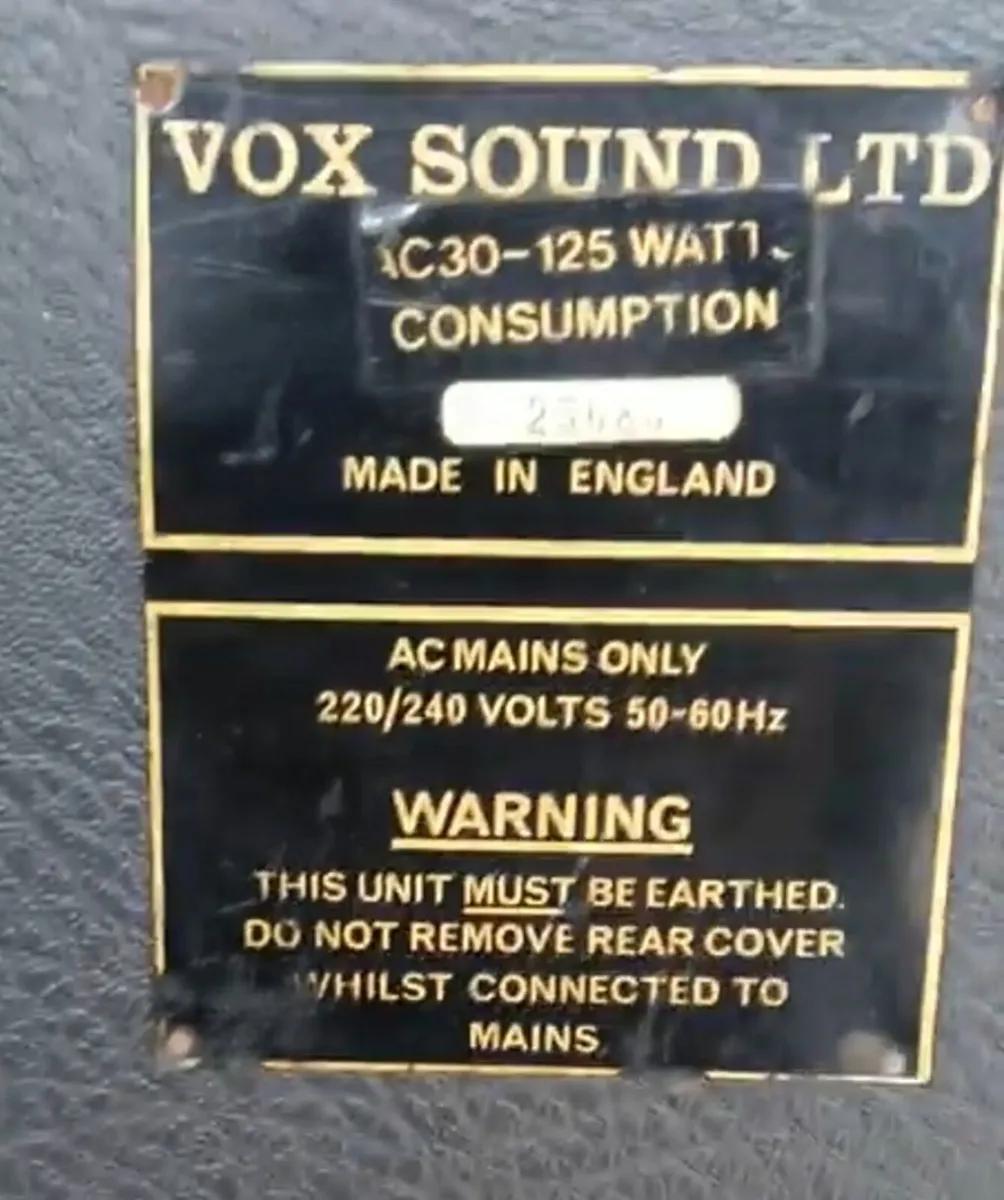 VOX SOUND LTD
AC30-125 WATTS
CONSUMPTION
MADE IN ENGLAND
AC MAINS ONLY
220/240 VOLTS 50-60Hz
WARNING
THIS UNIT MUST BE EARTHED.
DO NOT REMOVE REAR COVER
WHILST CONNECTED TO
MAINS